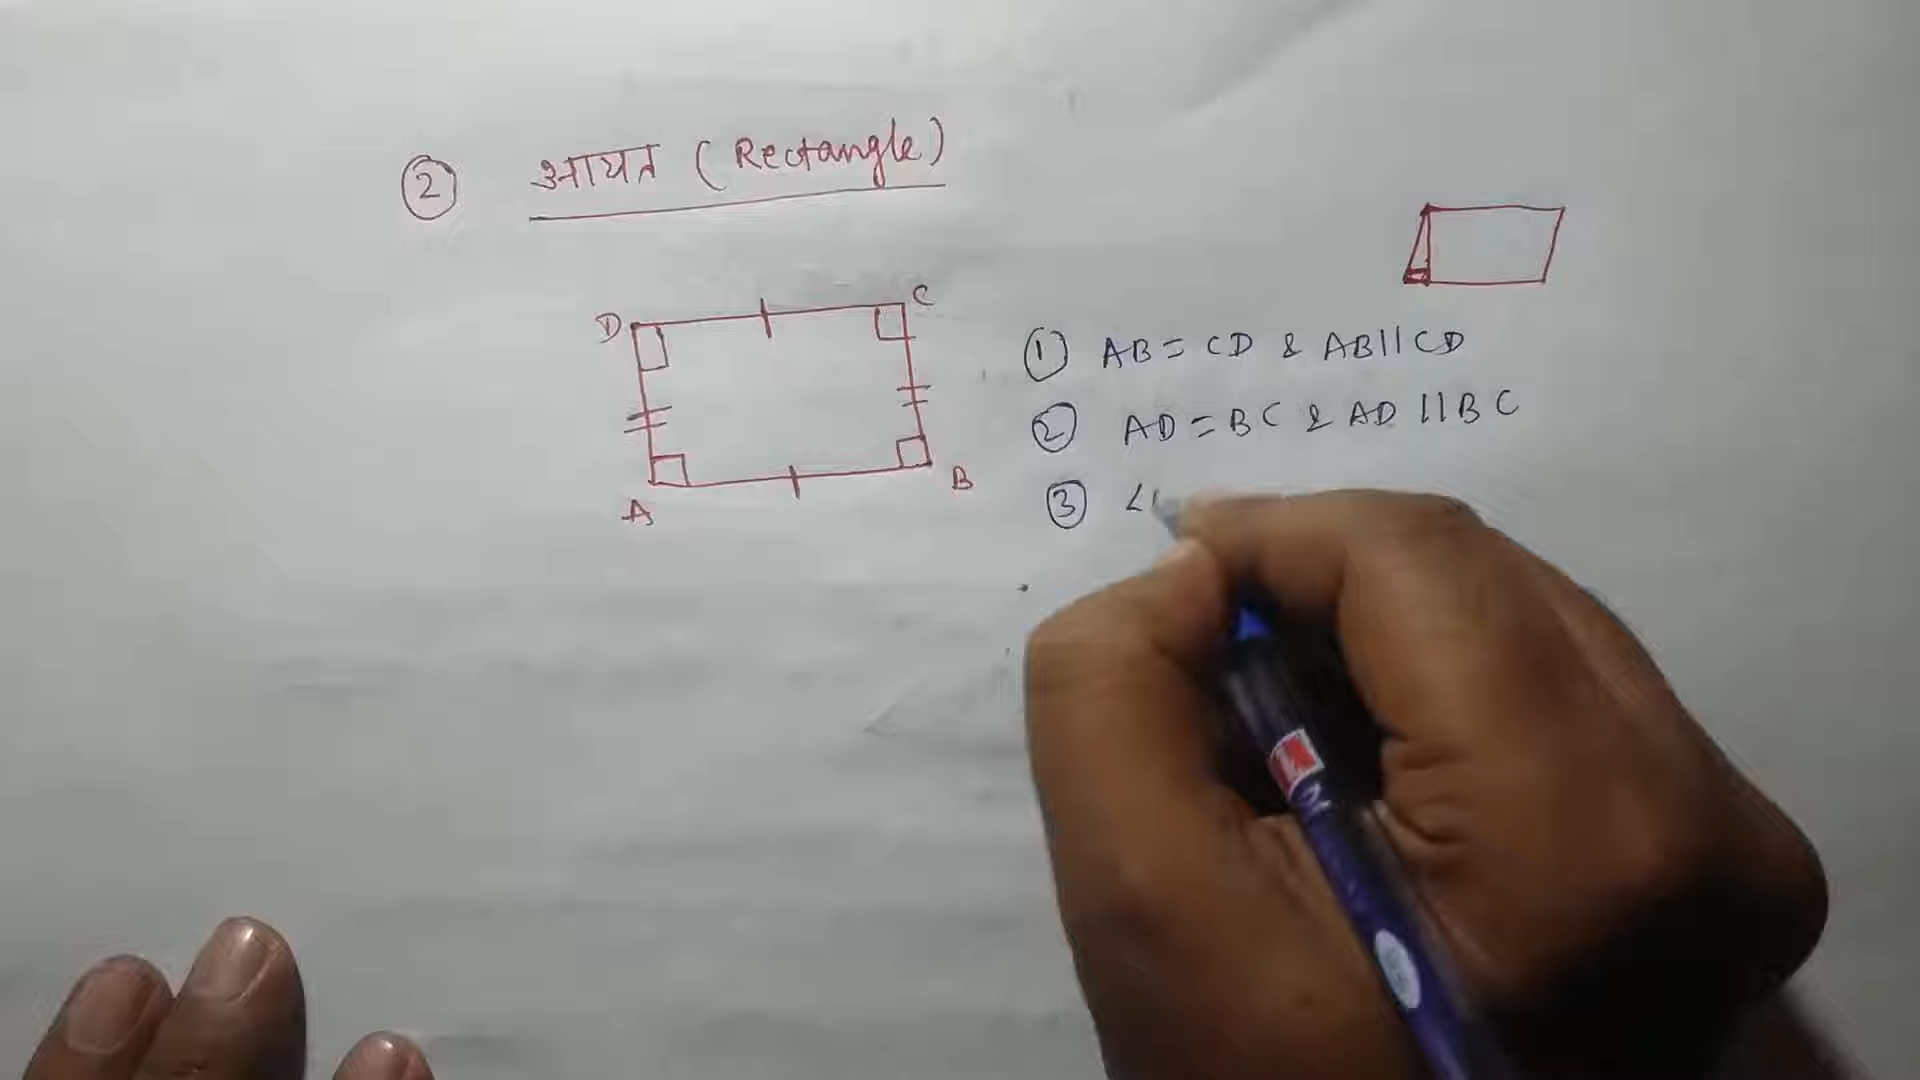 ② आयत (Rectangle)
D C
A B
① AB = CD & AB || CD
② AD = BC & AD || BC
③ ∠